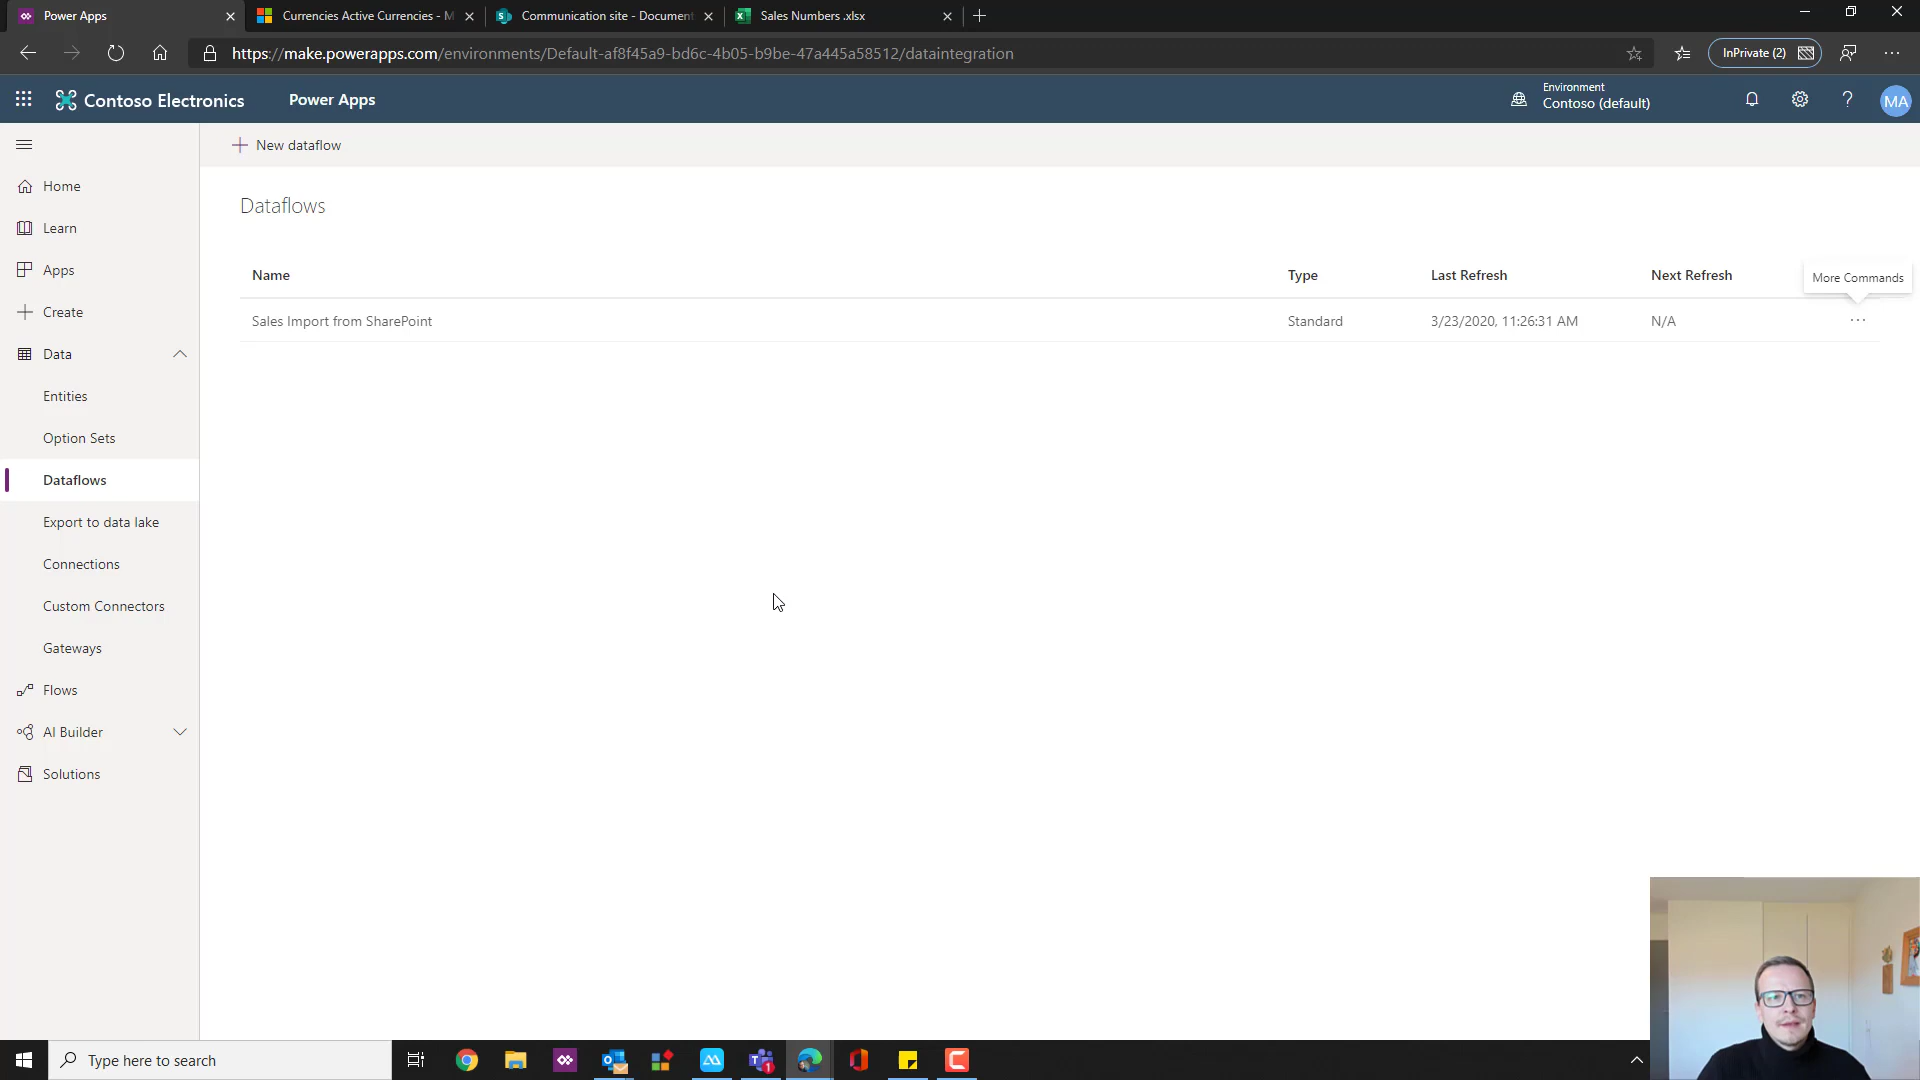 Power Apps
Currencies Active Currencies - M
Communication site - Document
Sales Numbers .xlsx
https://make.powerapps.com/environments/Default-af8f45a9-bd6c-4b05-b9be-47a445a58512/dataintegration
InPrivate (2)
Contoso Electronics
Power Apps
Environment
Contoso (default)
?
MA
New dataflow
Home
Learn
Apps
Create
Data
Entities
Option Sets
Dataflows
Export to data lake
Connections
Custom Connectors
Gateways
Flows
AI Builder
Solutions
Dataflows
Name Type Last Refresh Next Refresh
More Commands
Sales Import from SharePoint Standard 3/23/2020, 11:26:31 AM N/A
Type here to search
1